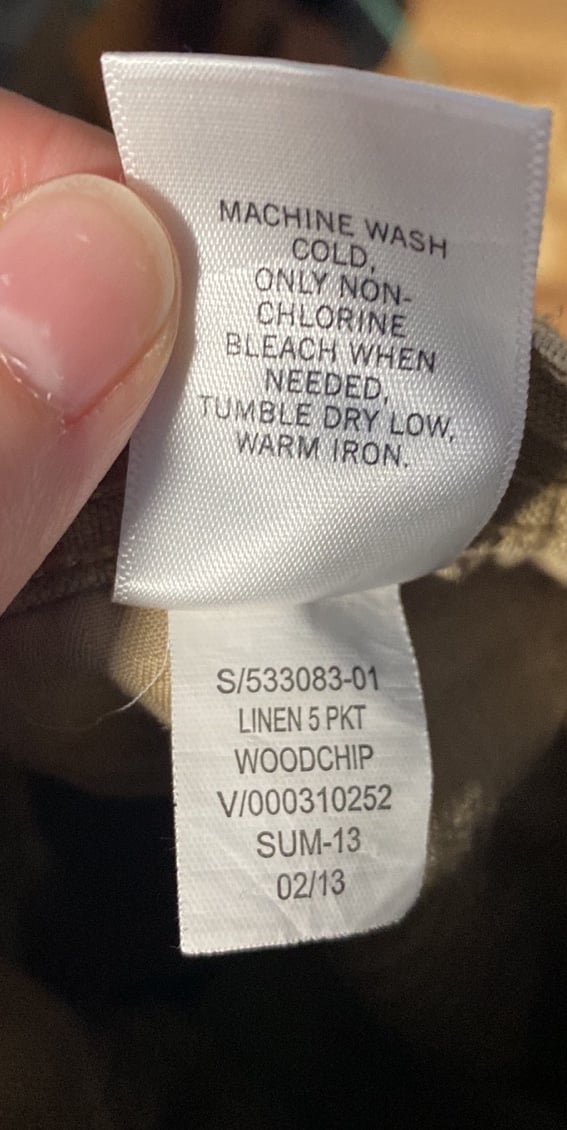 MACHINE WASH
COLD,
ONLY NON-
CHLORINE
BLEACH WHEN
NEEDED,
TUMBLE DRY LOW,
WARM IRON.
S/533083-01
LINEN 5 PKT
WOODCHIP
V/000310252
SUM-13
02/13